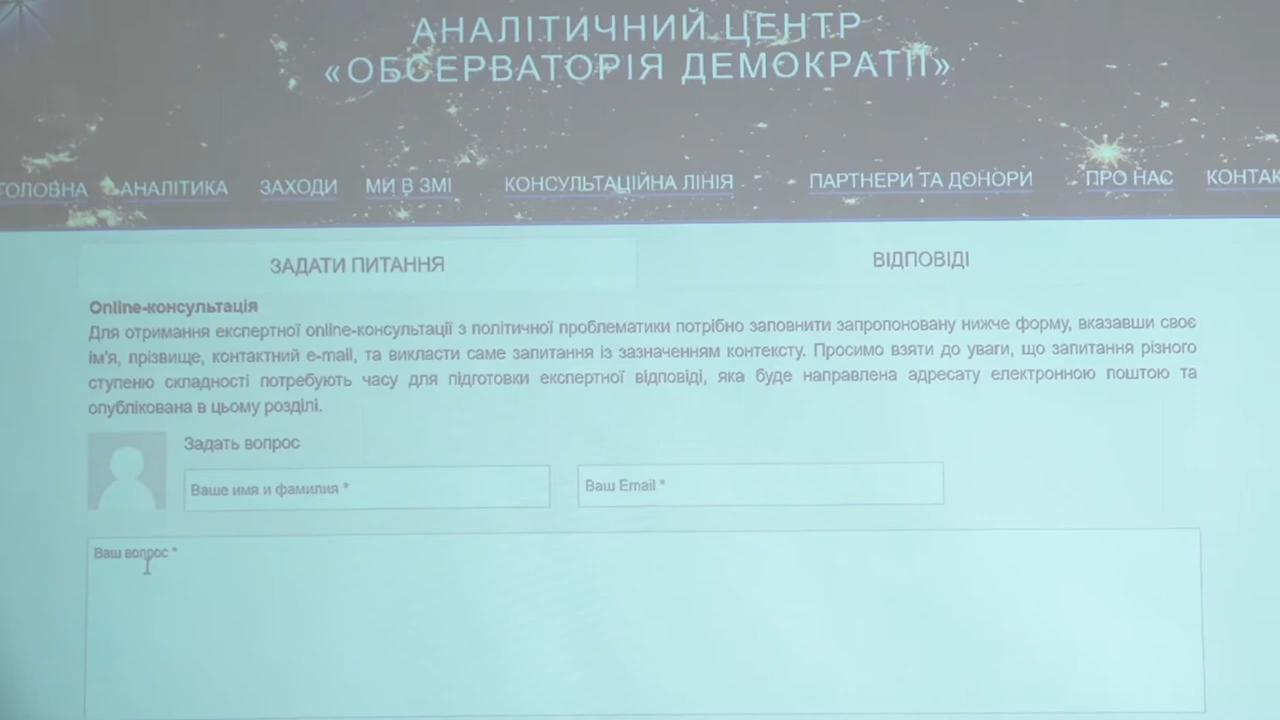 АНАЛІТИЧНИЙ ЦЕНТР
«ОБСЕРВАТОРІЯ ДЕМОКРАТІЇ»
ГОЛОВНА АНАЛІТИКА ЗАХОДИ МИ В ЗМІ КОНСУЛЬТАЦІЙНА ЛІНІЯ ПАРТНЕРИ ТА ДОНОРИ ПРО НАС КОНТАК
ЗАДАТИ ПИТАННЯ ВІДПОВІДІ
Online-консультація
Для отримання експертної online-консультації з політичної проблематики потрібно заповнити запропоновану нижче форму, вказавши своє
ім'я, прізвище, контактний e-mail, та викласти саме запитання із зазначенням контексту. Просимо взяти до уваги, що запитання різного
ступеню складності потребують часу для підготовки експертної відповіді, яка буде направлена адресату електронною поштою та
опублікована в цьому розділі.
Задать вопрос
Ваше имя и фамилия * Ваш Email *
Ваш вопрос *